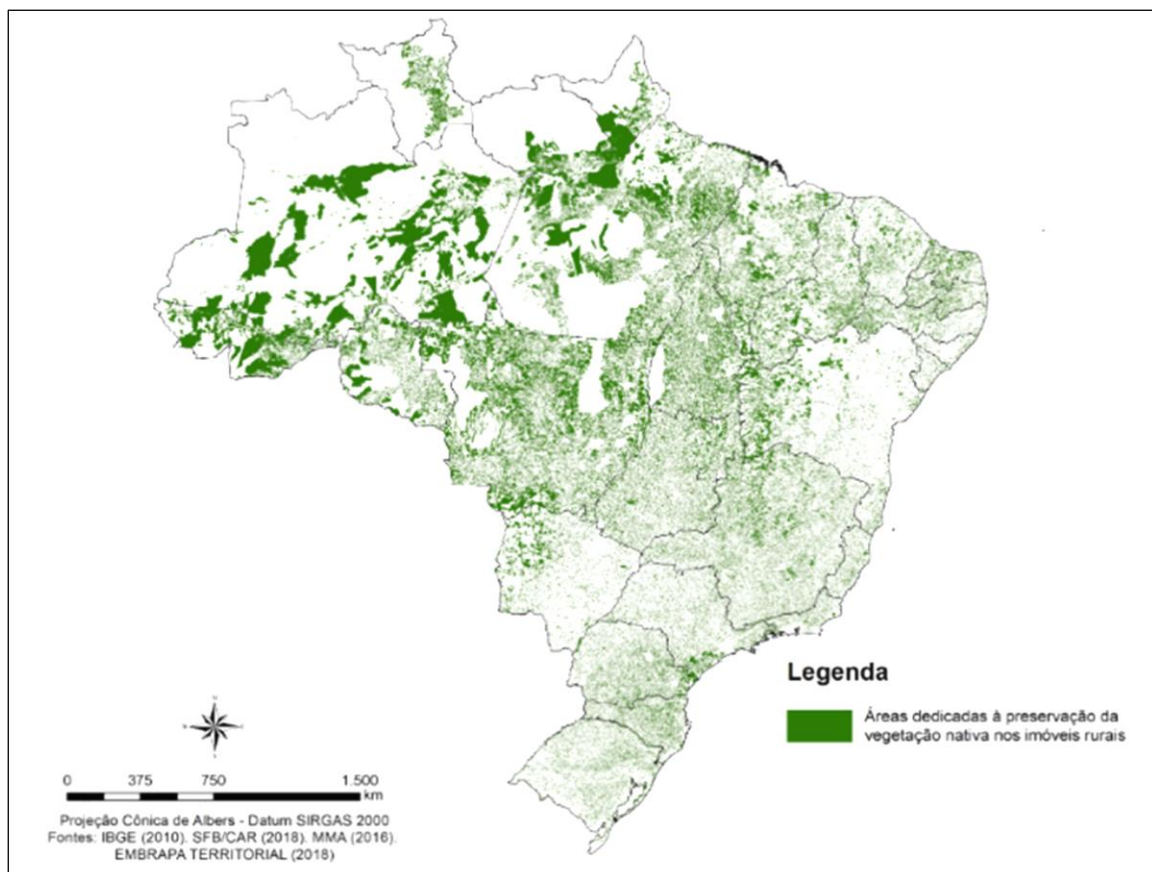 Legenda
Áreas dedicadas à preservação da
vegetação nativa nos imóveis rurais
0 375 750 1.500
km
Projeção Cônica de Albers - Datum SIRGAS 2000
Fontes: IBGE (2010). SFB/CAR (2018). MMA (2016).
EMBRAPA TERRITORIAL (2018)